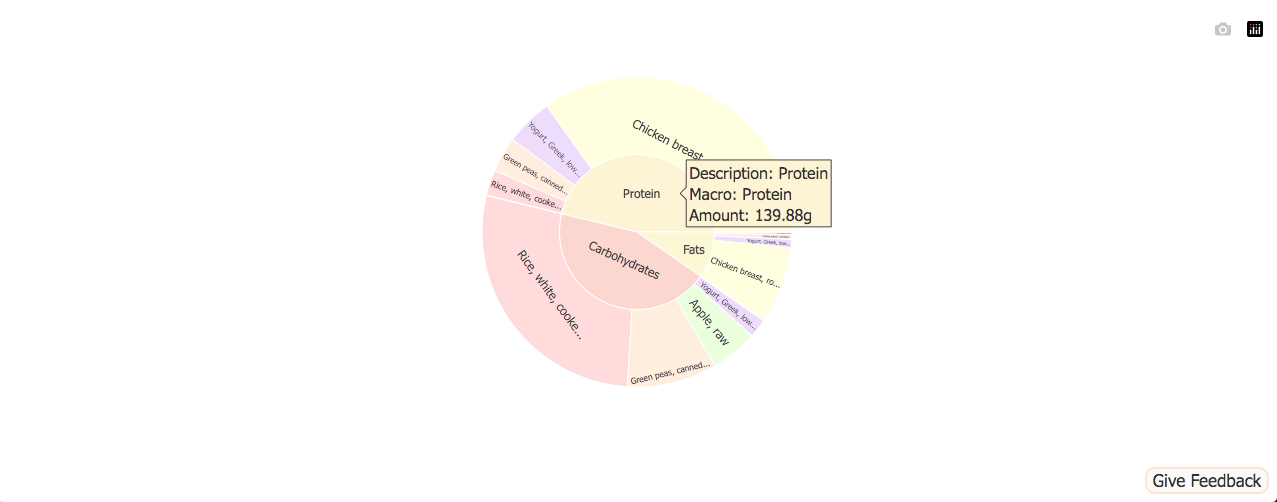 Chicken breast
Yogurt, Greek, low...
Green peas, canned...
Rice, white, cooke...
Protein
Description: Protein
Macro: Protein
Amount: 139.88g
Carbohydrates
Fats
Yogurt, Greek, low...
Chicken breast, ro...
Rice, white, cooke...
Yogurt, Greek, low...
Apple, raw
Green peas, canned...
Give Feedback